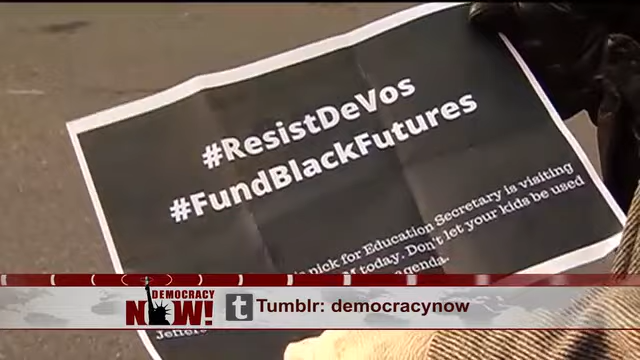 #ResistDeVos
#FundBlackFutures
pick for Education Secretary is visiting
today. Don't let your kids be used
agenda.
DEMOCRACY
NOW!
t
Tumblr: democracynow